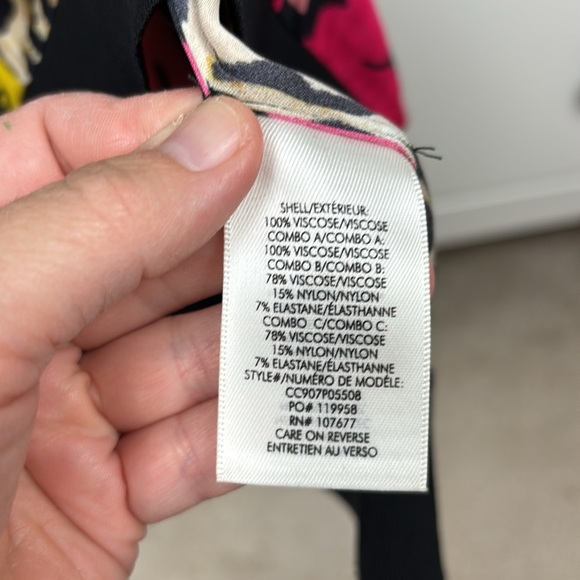 SHELL/EXTÉRIEUR:
100% VISCOSE/VISCOSE
COMBO A/COMBO A:
100% VISCOSE/VISCOSE
COMBO B/COMBO B:
78% VISCOSE/VISCOSE
15% NYLON/NYLON
7% ELASTANE/ÉLASTHANNE
COMBO C/COMBO C:
78% VISCOSE/VISCOSE
15% NYLON/NYLON
7% ELASTANE/ÉLASTHANNE
STYLE#/NUMÉRO DE MODÈLE:
CC907P05508
PO# 119958
RN# 107677
CARE ON REVERSE
ENTRETIEN AU VERSO